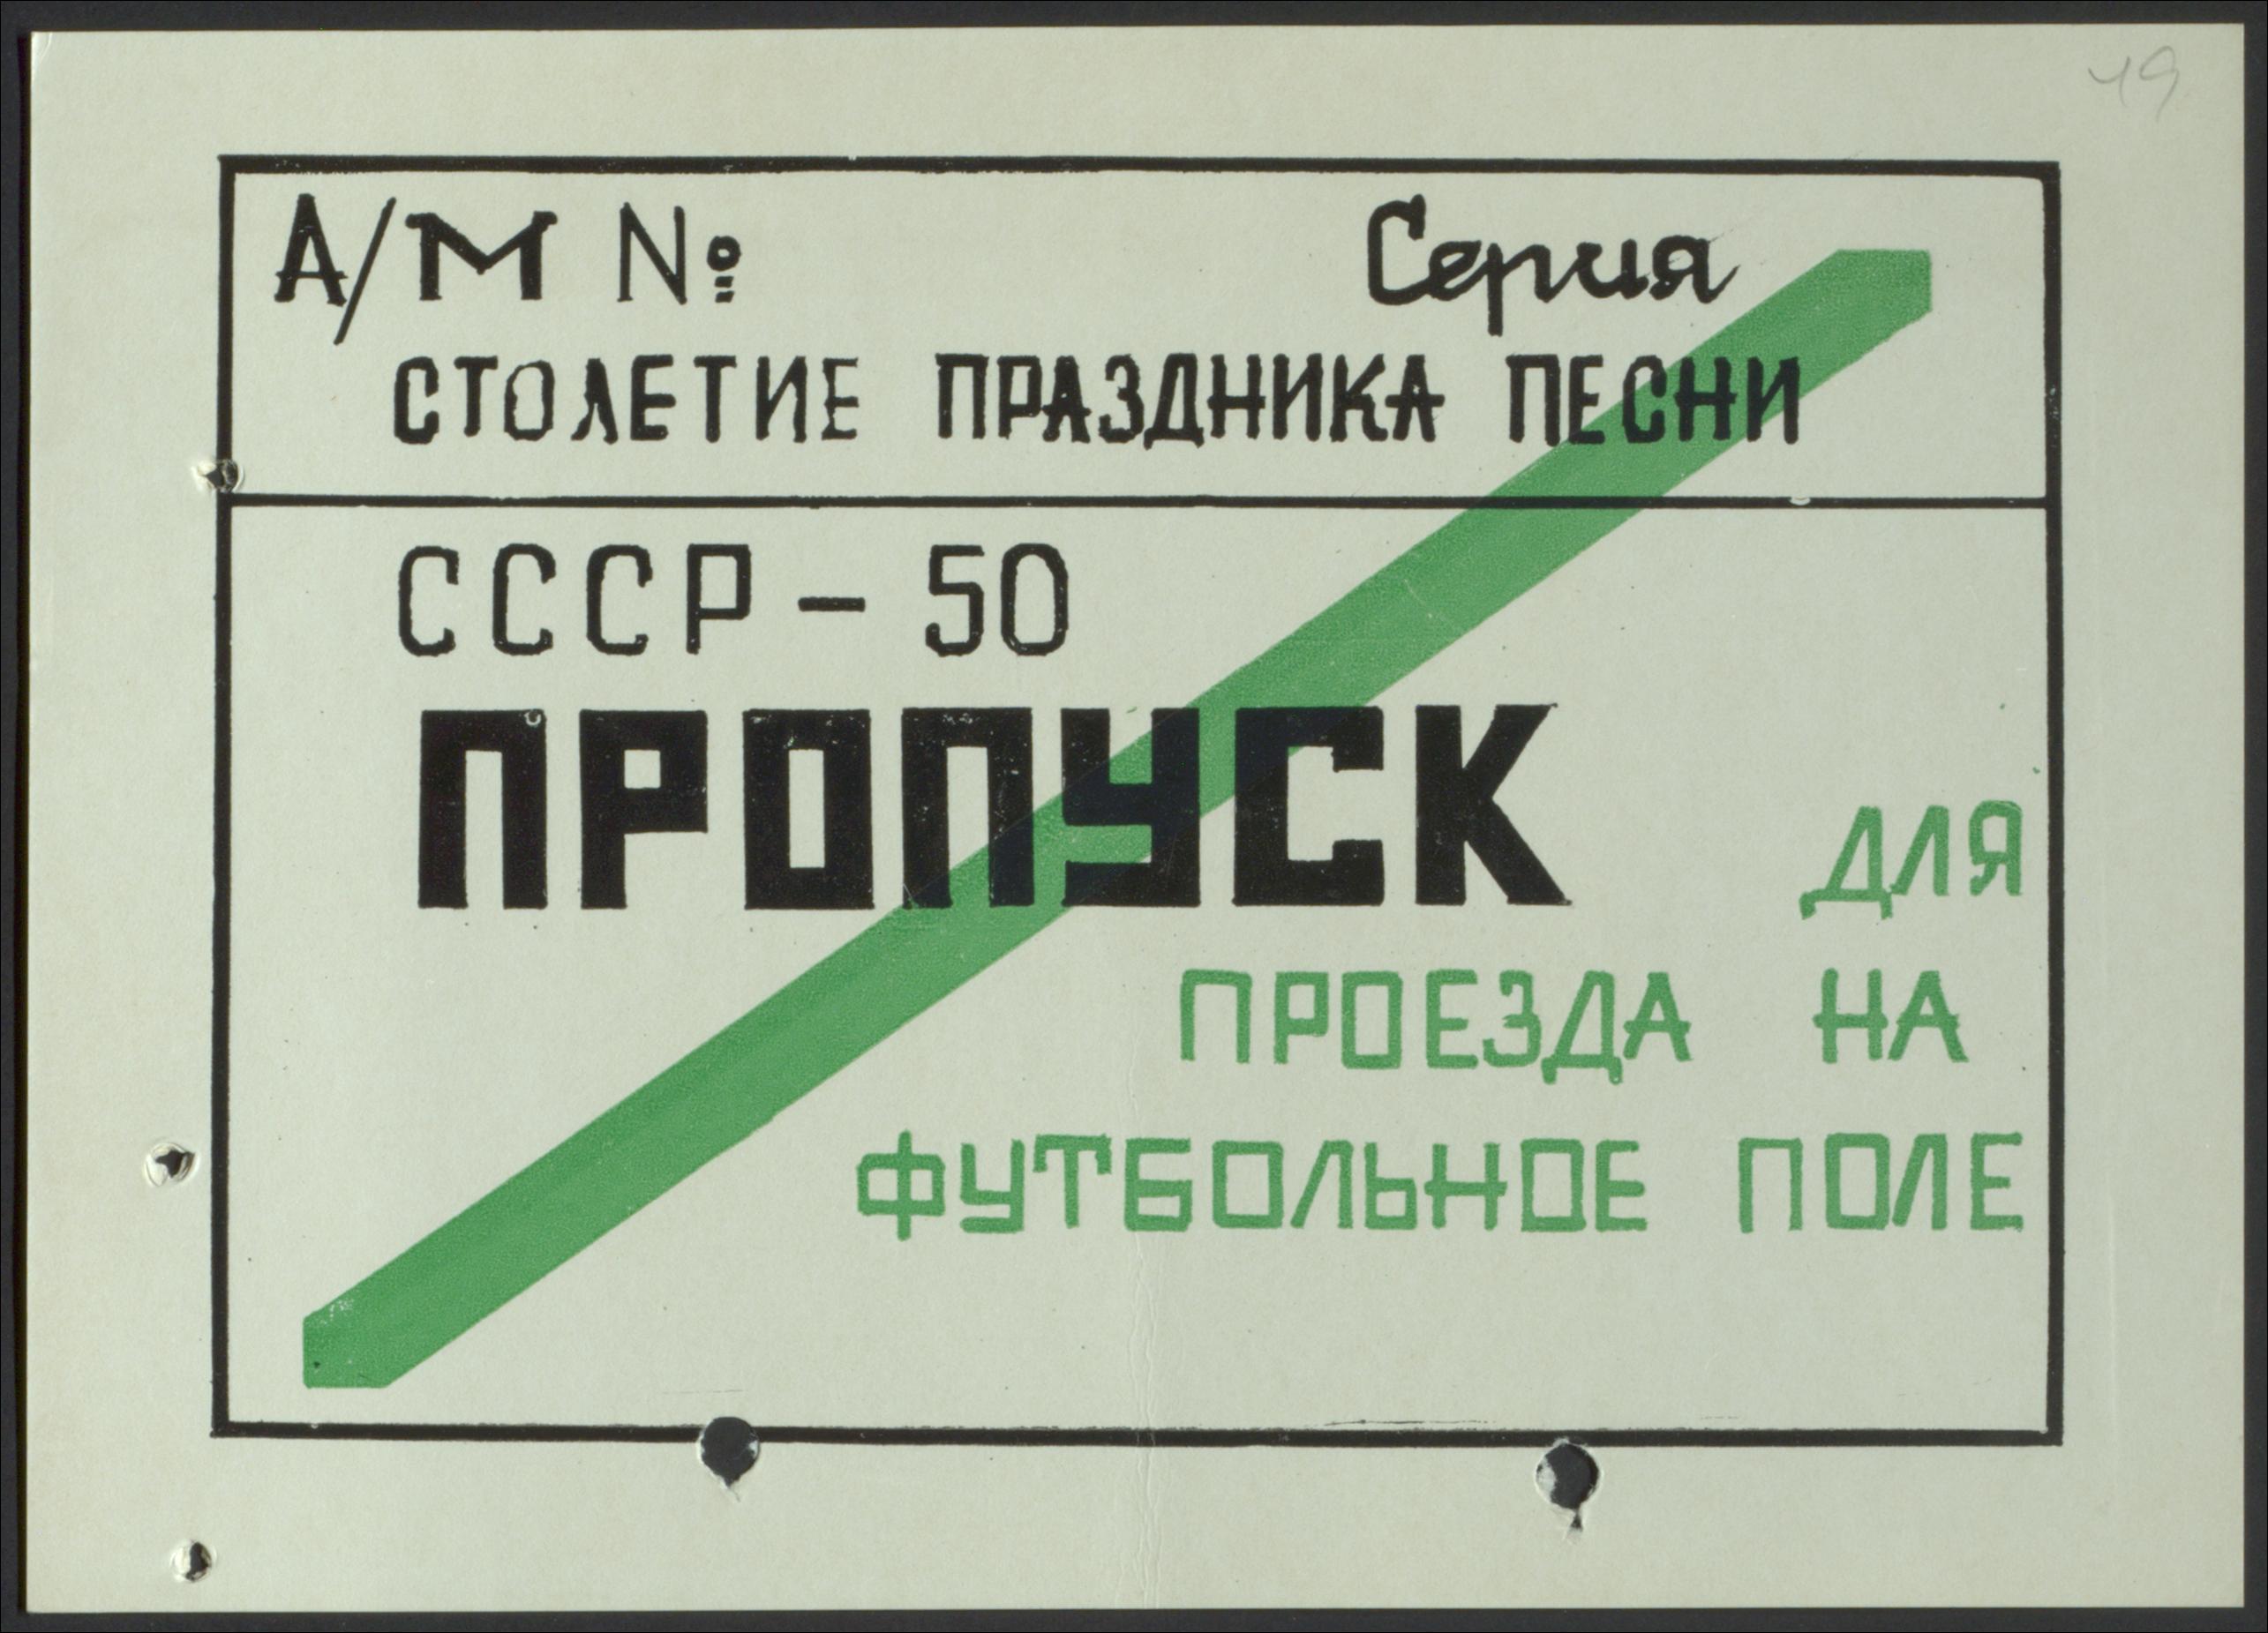 49
А/М № Серия
СТОЛЕТИЕ ПРАЗДНИКА ПЕСНИ
СССР – 50
ПРОПУСК ДЛЯ
ПРОЕЗДА НА
ФУТБОЛЬНОЕ ПОЛЕ